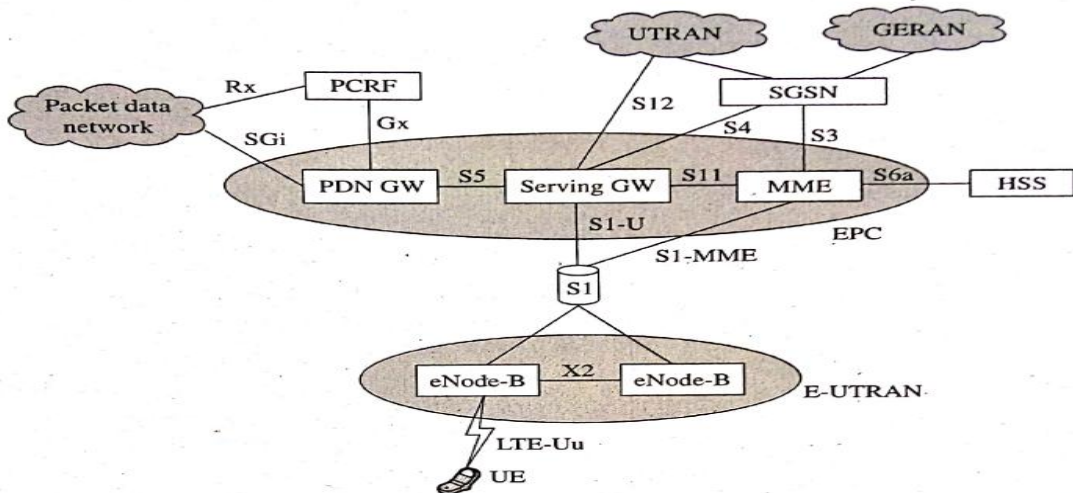 UTRAN
GERAN
Rx
PCRF
SGSN
Packet data
network
S12
SGi
Gx
S4
S3
PDN GW
S5
Serving GW
S11
MME
S6a
HSS
S1-U
EPC
S1-MME
S1
eNode-B
X2
eNode-B
E-UTRAN
LTE-Uu
UE